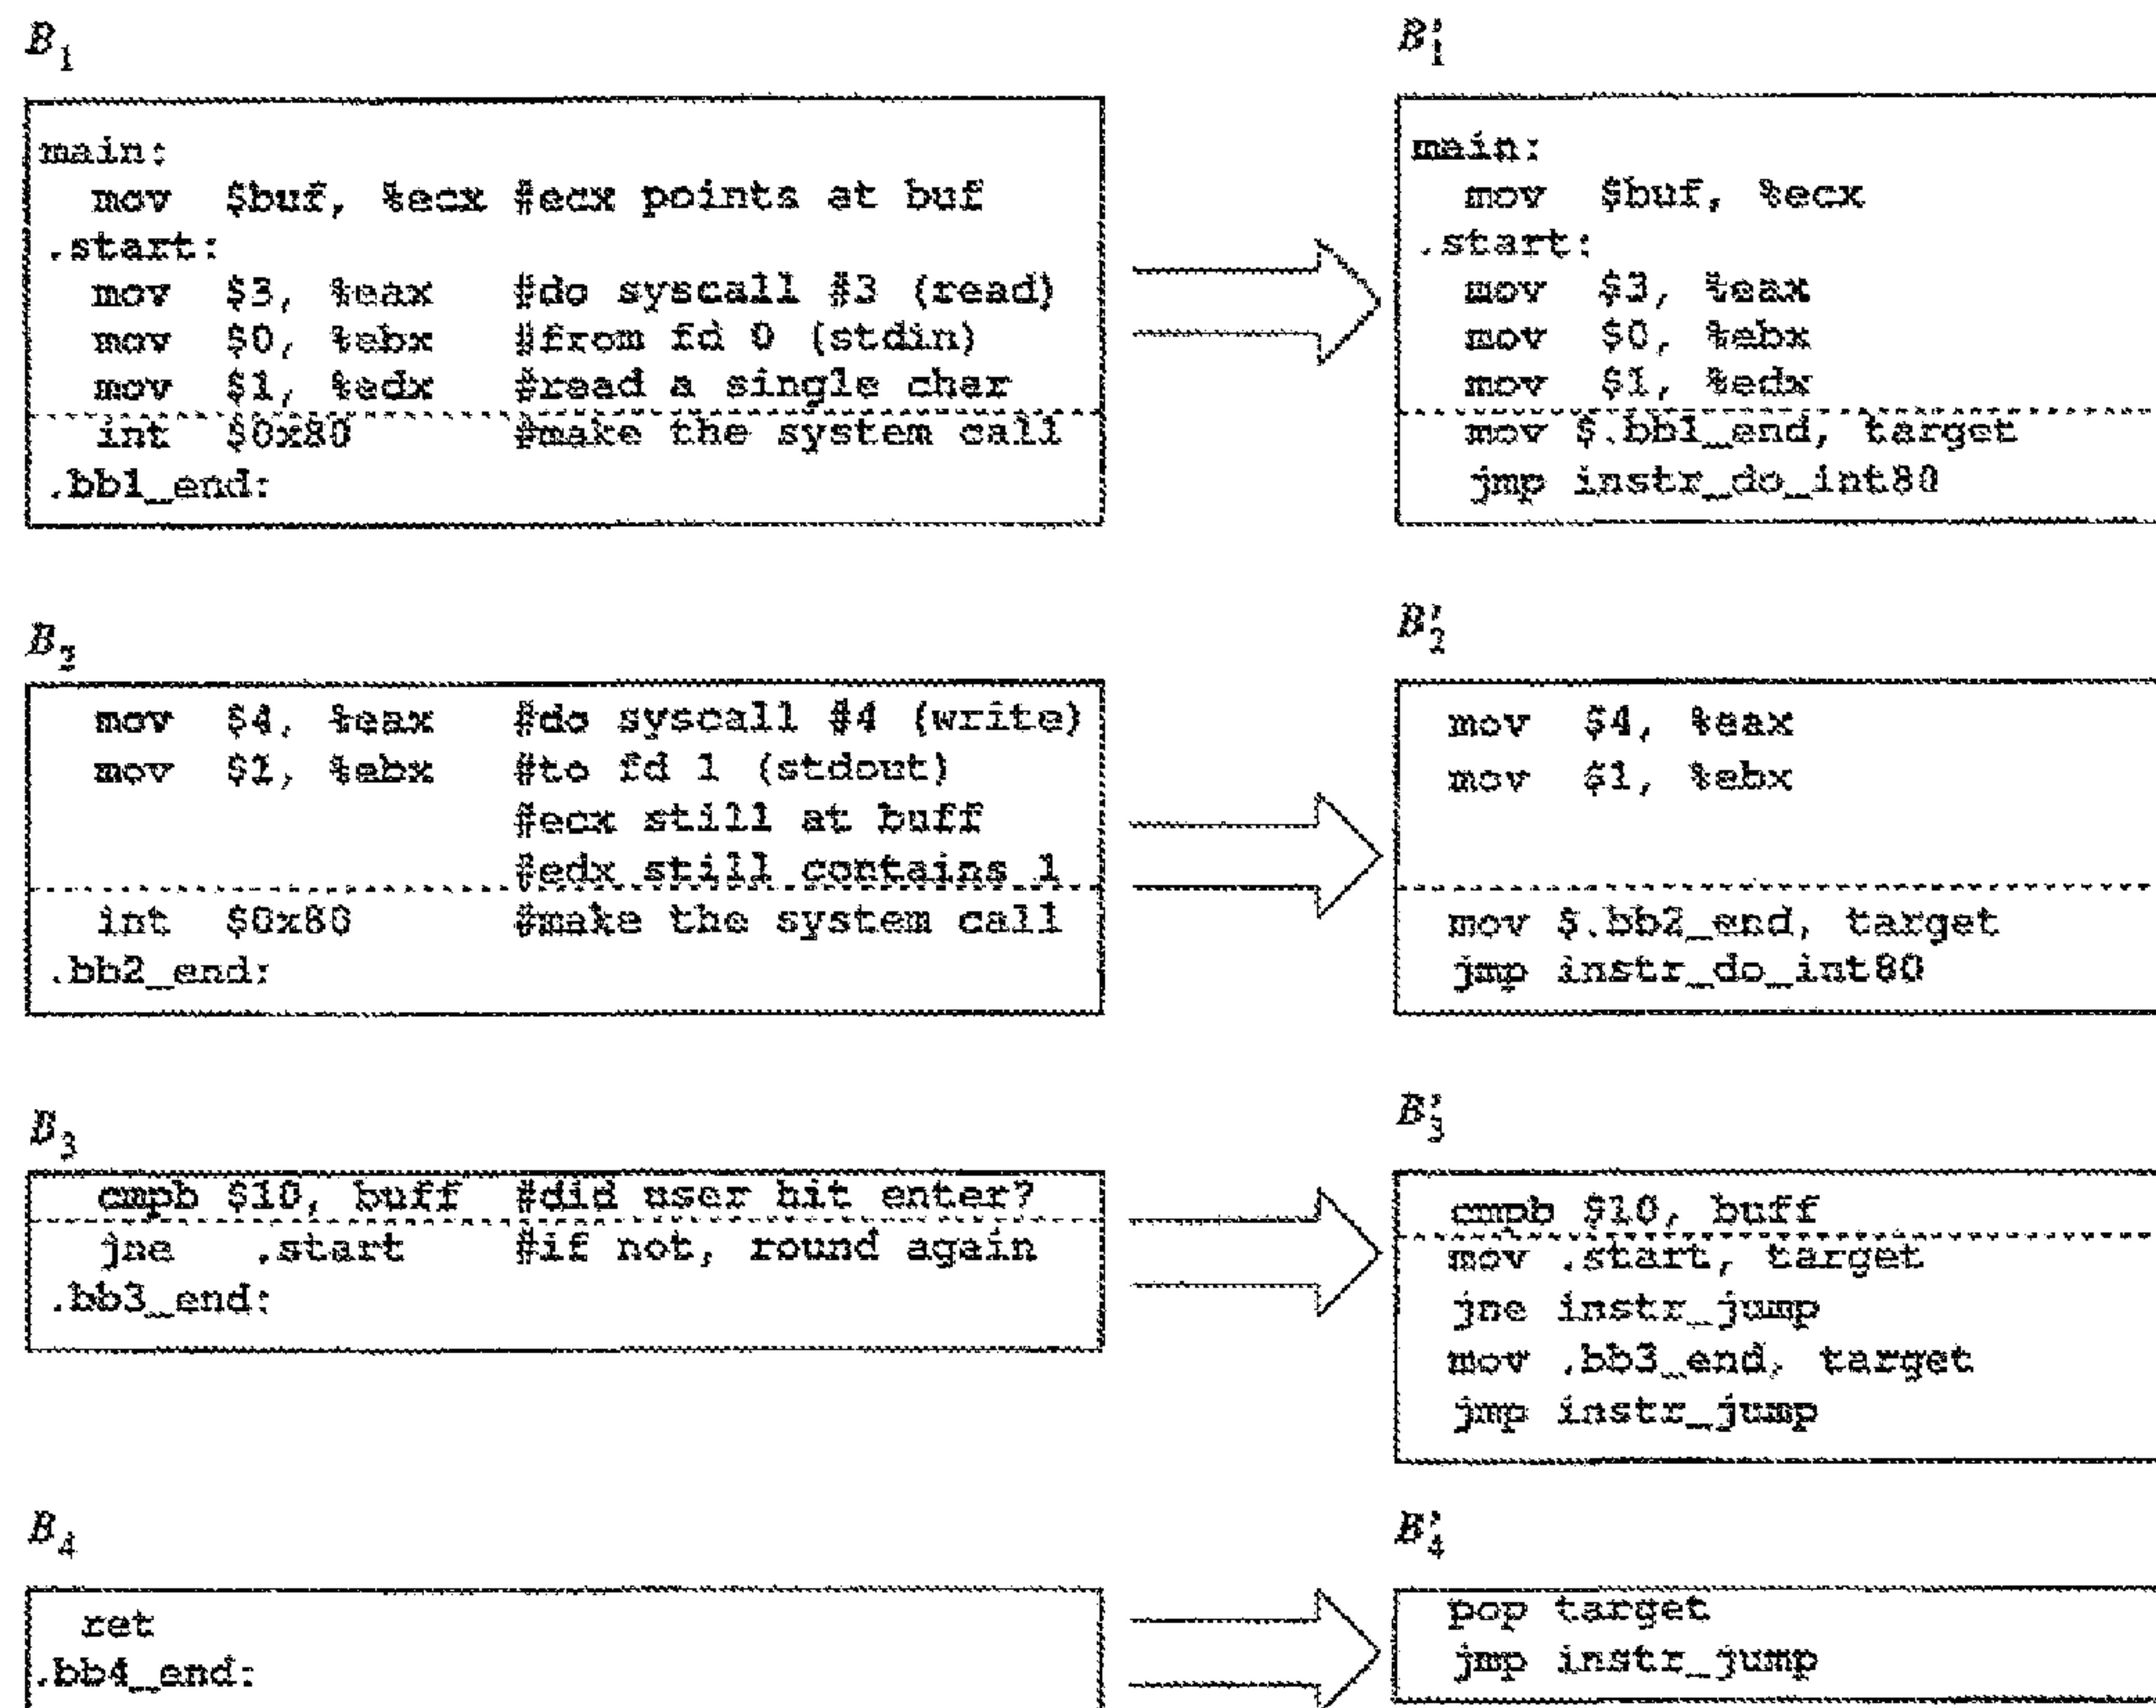 B1
main:
mov $buf, %ecx #ecx points at buf
.start:
mov $3, %eax #do syscall #3 (read)
mov $0, %ebx #from fd 0 (stdin)
mov $1, %edx #read a single char
int $0x80 #make the system call
.bb1_end:
B'1
main:
mov $buf, %ecx
.start:
mov $3, %eax
mov $0, %ebx
mov $1, %edx
mov $.bb1_end, target
jmp instr_do_int80
B2
mov $4, %eax #do syscall #4 (write)
mov $1, %ebx #to fd 1 (stdout)
#ecx still at buff
#edx still contains 1
int $0x80 #make the system call
.bb2_end:
B'2
mov $4, %eax
mov $1, %ebx
mov $.bb2_end, target
jmp instr_do_int80
B3
cmpb $10, buff #did user hit enter?
jne .start #if not, round again
.bb3_end:
B'3
cmpb $10, buff
mov .start, target
jne instr_jump
mov .bb3_end, target
jmp instr_jump
B4
ret
.bb4_end:
B'4
pop target
jmp instr_jump